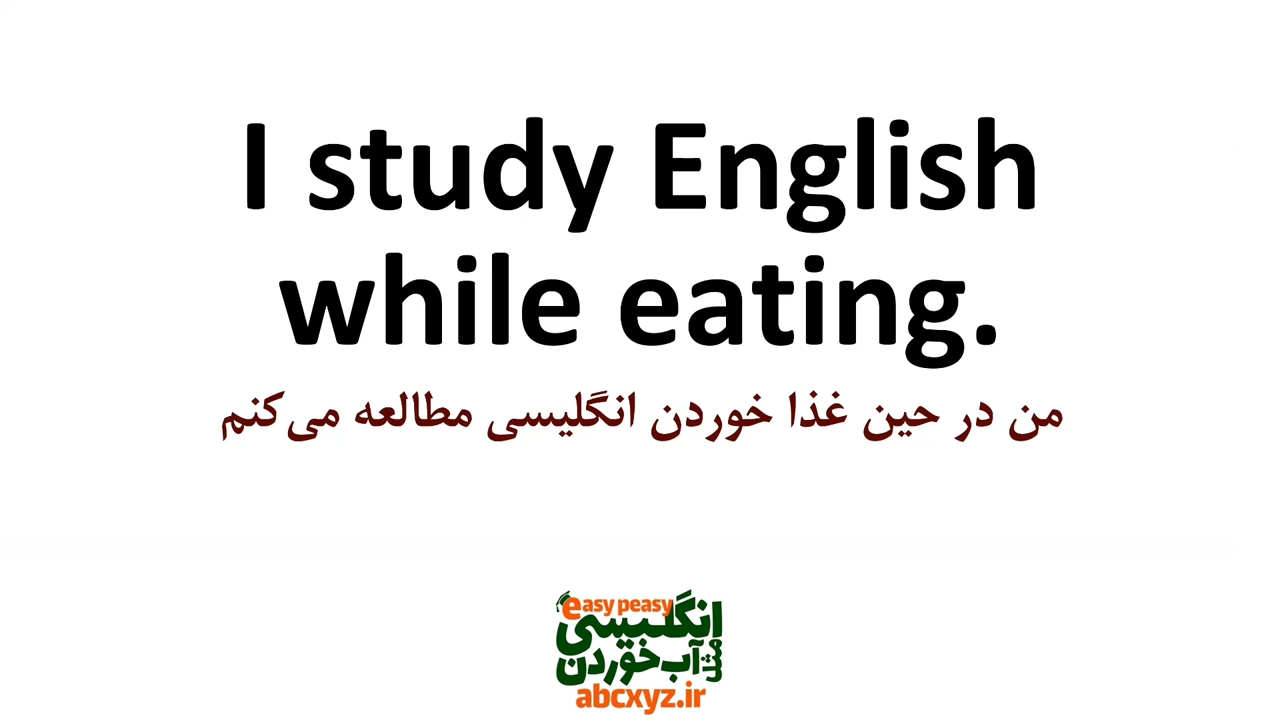 I study English
while eating.
من در حین غذا خوردن انگلیسی مطالعه می‌کنم
easy peasy
انگلیسی
مثل
آب خوردن
abcxyz.ir